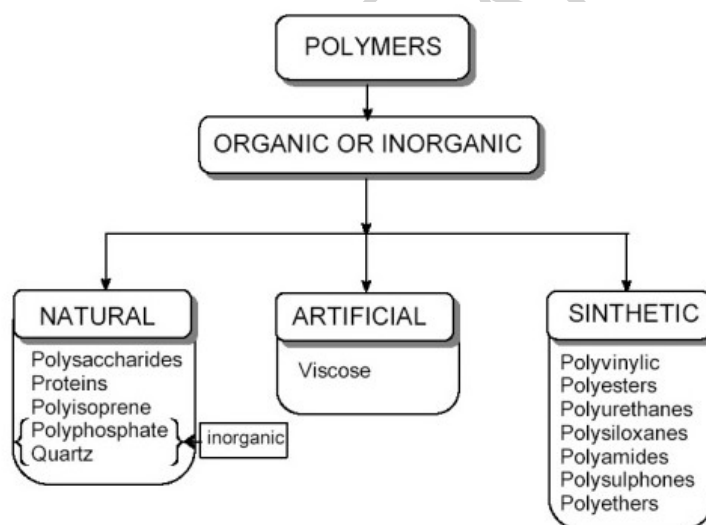 POLYMERS
ORGANIC OR INORGANIC
NATURAL
Polysaccharides
Proteins
Polyisoprene
Polyphosphate
Quartz
inorganic
ARTIFICIAL
Viscose
SINTHETIC
Polyvinylic
Polyesters
Polyurethanes
Polysiloxanes
Polyamides
Polysulphones
Polyethers